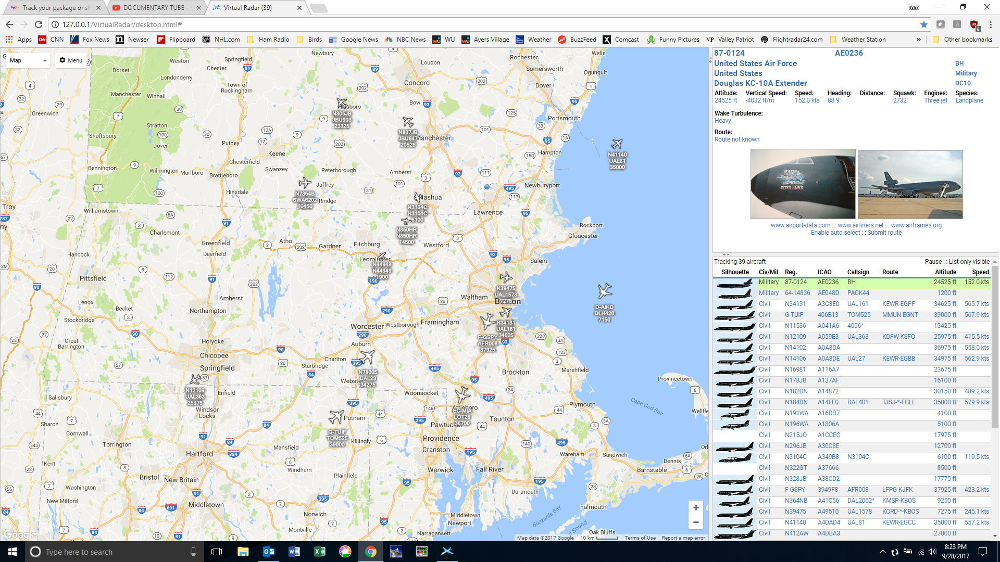 Track your package or sh
DOCUMENTARY TUBE - Y
Virtual Radar (39)
Tom
127.0.0.1/VirtualRadar/desktop.html#
Apps
CNN
Fox News
Newser
Flipboard
NHL.com
Ham Radio
Birds
Google News
NBC News
WU
Ayers Village
Weather
BuzzFeed
Comcast
Funny Pictures
Valley Patriot
Flightradar24.com
Weather Station
Other bookmarks
Map
Menu
Newbury
Wells
Weston
Springfield
Loudon
Rochester
Dorset
Chester
Somersworth
Ogunquit
Londonderry
Town of
Rockingham
Concord
Dover
Manchester
Winhall
Bow
Greenwich
Stratton
Portsmouth
Shaftsbury
Putney
Dover
Keene
Hampton
Chesterfield
Bennington
Wilmington
Marlboro
Swanzey
Peterborough
Amherst
Brattleboro
Newburyport
Jaffrey
Hinsdale
Rindge
Nashua
Troy
Williamstown
Lawrence
Charlemont
Rockport
Gloucester
Greenfield
Athol
Gardner
Fitchburg
Westford
Hancock
Deerfield
Leominster
Salem
Pittsfield
Lenox
Amherst
Waltham
Boston
Becket
Northampton
Stockbridge
Worcester
Westborough
Framingham
Great
Barrington
Holyoke
Auburn
Chicopee
Charlton
Springfield
Sturbridge
Brockton
Marshfield
Webster
Provincetown
Salisbury
Enfield
Woonsocket
Cape Cod Bay
Windsor
Locks
Attleboro
Plymouth
Wellfle
Putnam
Taunton
Sharon
Pawtucket
Cornwall
Killingly
Providence
Torrington
Mansfield
Cranston
Hartford
Wareham
Sandwich
Dennis
Kent
Windham
Warwick
Fall River
Barnstable
Bristol
New Britain
Plainfield
Washington
Dartmouth
New Milford
Middletown
Falmouth
Norwich
Middletown
Newport
Buzzards Bay
Montville
Narragansett
Oak Bluffs
N805JB
JBU993
23325
N807JB
JBU647
20525
Manchester
N41140
UAL81
35000
N7854B
SWA6202
10450
N3104C
N3104C
6100
N850HR
N850HR
14500
N44949
N44949
1900
N39475
UAL1578
7275
D-AIKD
DLH420
7150
N34131
UAL161
34625
F-GSPY
AFR008
37925
N78005
UAL23
34275
N12109
UAL363
25975
EC-MIA
LOT26
36700
G-TUIF
TOM525
39000
Google
Map data ©2017 Google
10 km
Terms of Use
Report a map error
87-0124 AE0236
United States Air Force BH
United States Military
Douglas KC-10A Extender DC10
Altitude: Vertical Speed: Speed: Heading: Distance: Squawk: Engines: Species:
24525 ft -4032 ft/m 152.0 kts 88.9° 2732 Three jet Landplane
Wake Turbulence:
Heavy
Route:
Route not known
KITTY HAWK
www.airport-data.com : : www.airliners.net : : www.airframes.org
Enable auto-select : : Submit route
Tracking 39 aircraft Pause : : List only visible
Silhouette Civ/Mil Reg. ICAO Callsign Route Altitude Speed
Military 87-0124 AE0236 BH 24525 ft 152.0 kts
Military 64-14836 AE048D PACK44 1200 ft
Civil N34131 A3C3E0 UAL161 KEWR-EGPF 34625 ft 565.7 kts
Civil G-TUIF 406B13 TOM525 MMUN-EGNT 39000 ft 567.9 kts
Civil N11536 A041A6 4006* 13425 ft
Civil N12109 A059E3 UAL363 KDFW-KSFO 25975 ft 415.5 kts
Civil N14102 A0A8DA 36975 ft 558.0 kts
Civil N14106 A0A8DE UAL27 KEWR-EGBB 34975 ft 562.9 kts
Civil N16981 A116A7 23675 ft
Civil N178JB A137AF 16100 ft
Civil N182DN A14872 30150 ft 489.2 kts
Civil N184DN A14FE0 DAL401 TJSJ-*-EGLL 35000 ft 579.9 kts
Civil N191WA A16DD7 4100 ft
Civil N196WA A1806A 5100 ft
Civil N215JQ A1CCEC 17975 ft
Civil N296JB A30C8E 12700 ft
Civil N3104C A349B8 N3104C 6100 ft 119.5 kts
Civil N322GT A37666 8500 ft
Civil N328JB A38CD2 17775 ft
Civil F-GSPY 3949F8 AFR008 LFPG-KJFK 37925 ft 423.2 kts
Civil N364NB A41C56 DAL2062* KMSP-KBOS 9250 ft
Civil N39475 A49510 UAL1578 KORD-*-KBOS 7275 ft 245.1 kts
Civil N41140 A4DAD4 UAL81 KEWR-EGCC 35000 ft 557.2 kts
Civil N412AW A4DBA3 27000 ft
Type here to search
8:23 PM
9/28/2017